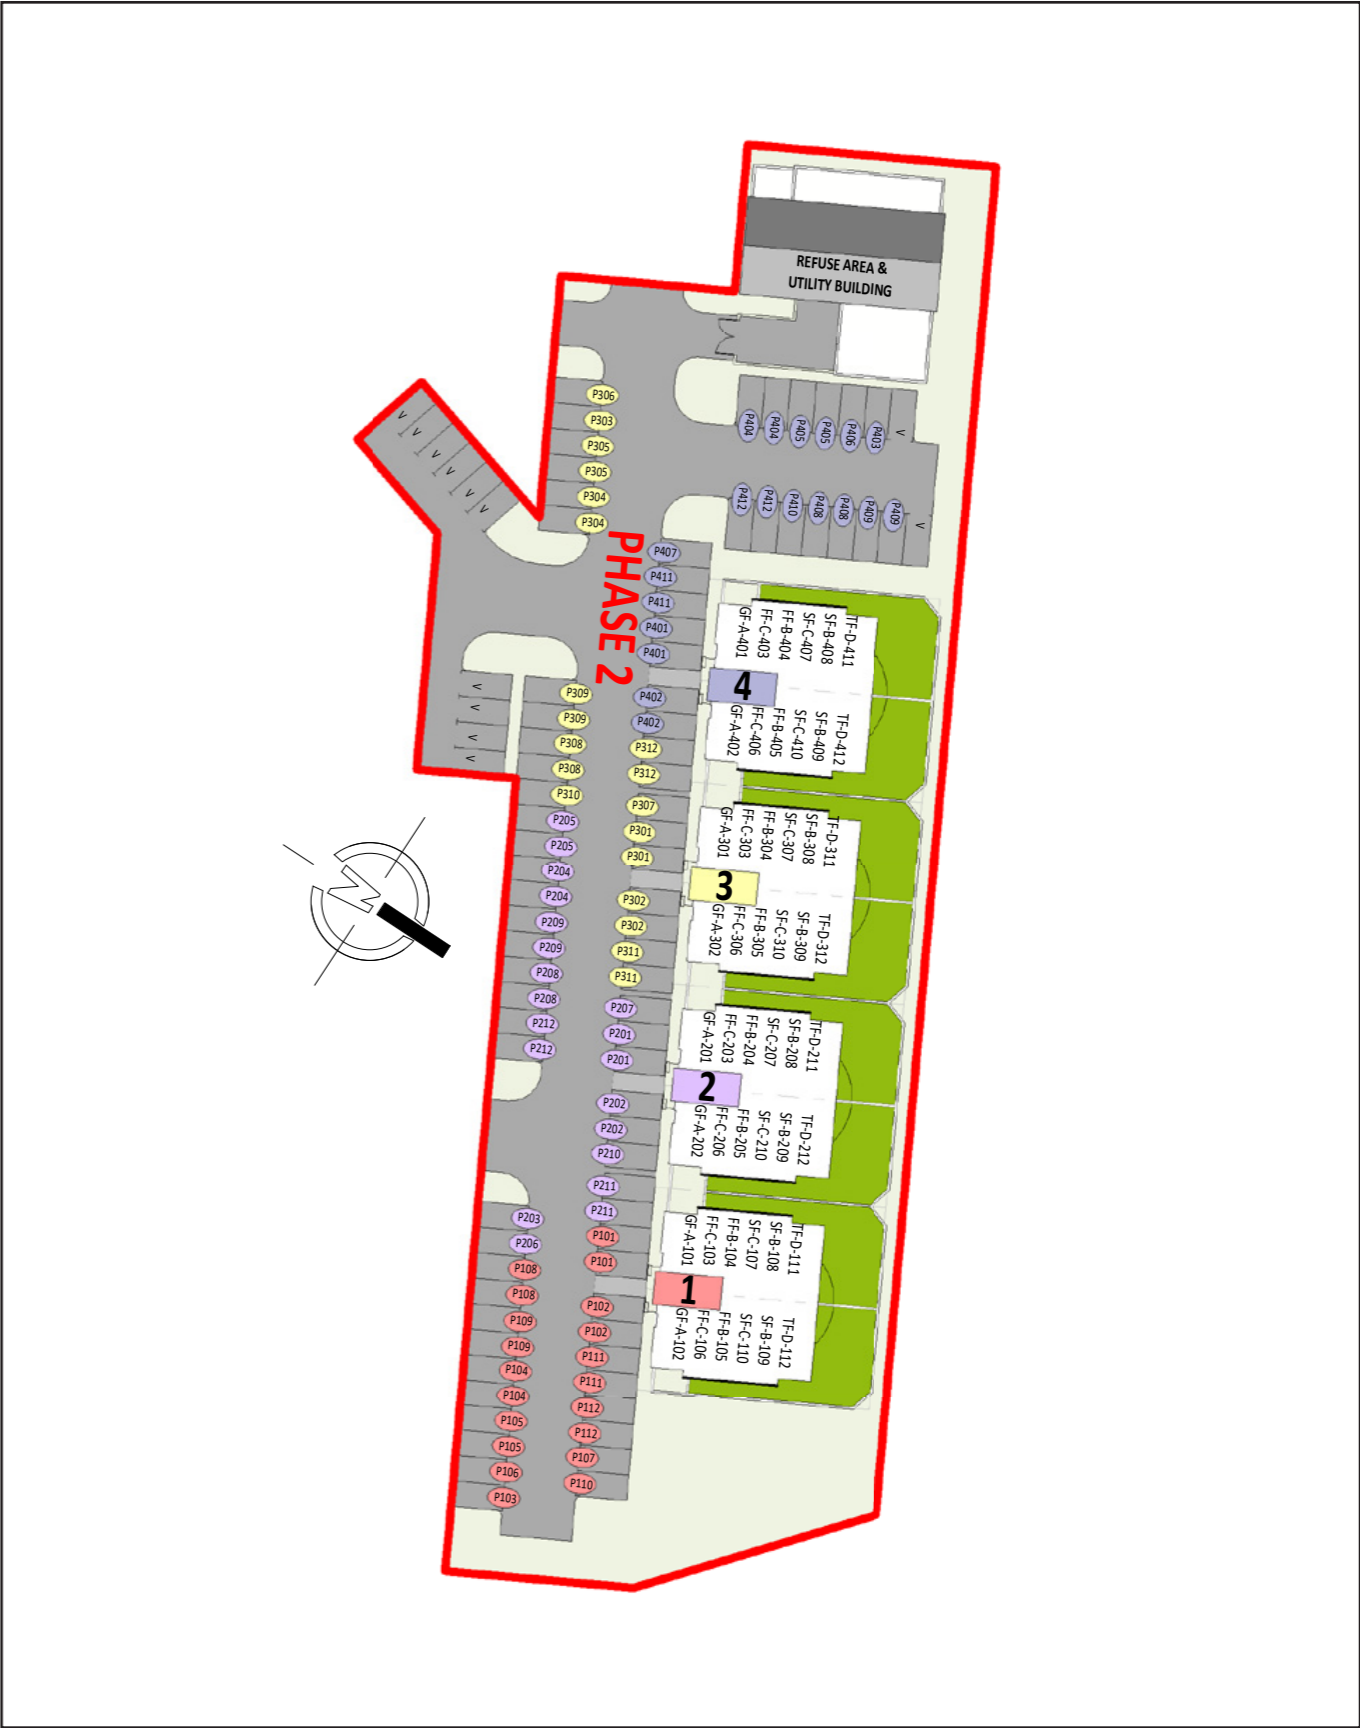 REFUSE AREA &
UTILITY BUILDING
P306
P303
P305
P305
P304
P304
P404
P404
P405
P405
P406
P403
V
P412
P412
P410
P408
P408
P409
P409
V
V
V
V
V
V
V
PHASE 2
P407
P411
P411
P401
P401
P402
P402
P312
P312
P307
P301
P301
P302
P302
P311
P311
P207
P201
P201
P202
P202
P210
P211
P211
P101
P101
P102
P102
P111
P111
P112
P112
P107
P110
V
V
V
V
P309
P309
P308
P308
P310
P205
P205
P204
P204
P209
P209
P208
P208
P212
P212
P203
P206
P108
P108
P109
P109
P104
P104
P105
P105
P106
P103
TF-D-411
SF-B-408
SF-C-407
FF-B-404
FF-C-403
GF-A-401
4
TF-D-412
SF-B-409
SF-C-410
FF-B-405
FF-C-406
GF-A-402
TF-D-311
SF-B-308
SF-C-307
FF-B-304
FF-C-303
GF-A-301
3
TF-D-312
SF-B-309
SF-C-310
FF-B-305
FF-C-306
GF-A-302
TF-D-211
SF-B-208
SF-C-207
FF-B-204
FF-C-203
GF-A-201
2
TF-D-212
SF-B-209
SF-C-210
FF-B-205
FF-C-206
GF-A-202
TF-D-111
SF-B-108
SF-C-107
FF-B-104
FF-C-103
GF-A-101
1
TF-D-112
SF-B-109
SF-C-110
FF-B-105
FF-C-106
GF-A-102
N